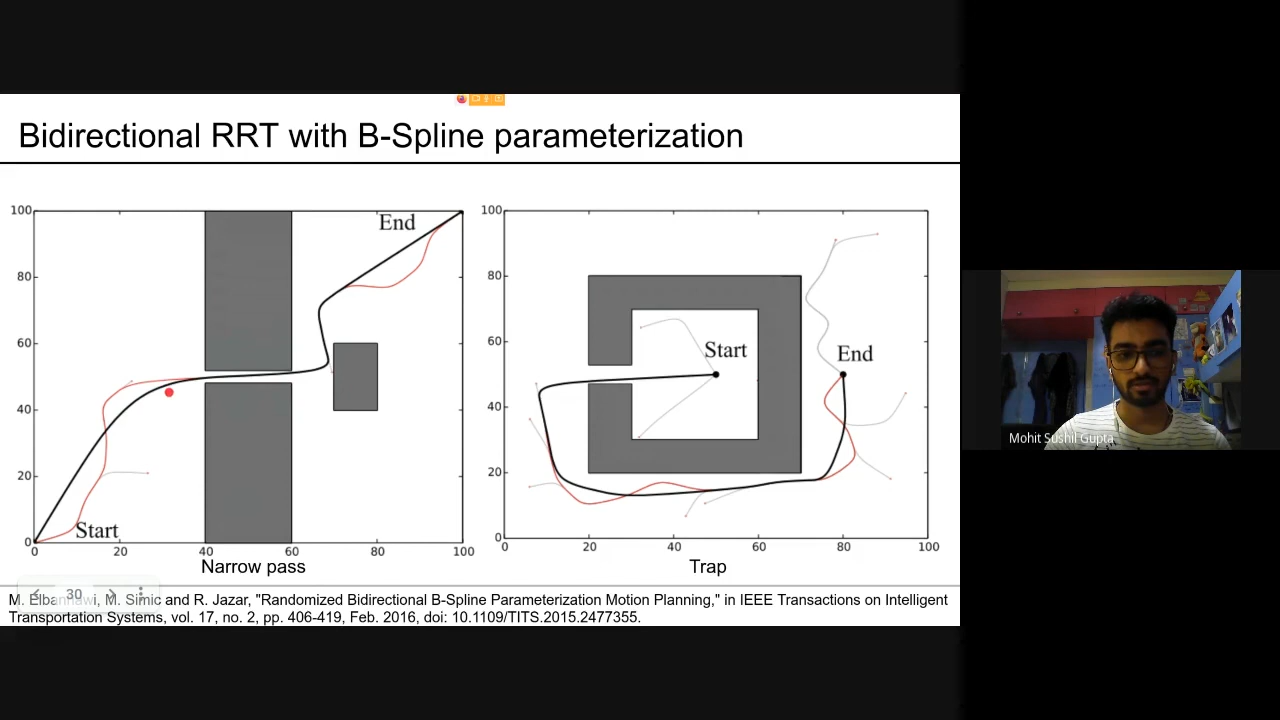 Bidirectional RRT with B-Spline parameterization
100
80
60
40
20
0
0
20
40
60
80
100
End
Start
Narrow pass
100
80
60
40
20
0
0
20
40
60
80
100
Start
End
Trap
30
M. Elbanhawi, M. Simic and R. Jazar, "Randomized Bidirectional B-Spline Parameterization Motion Planning," in IEEE Transactions on Intelligent
Transportation Systems, vol. 17, no. 2, pp. 406-419, Feb. 2016, doi: 10.1109/TITS.2015.2477355.
Mohit Sushil Gupta